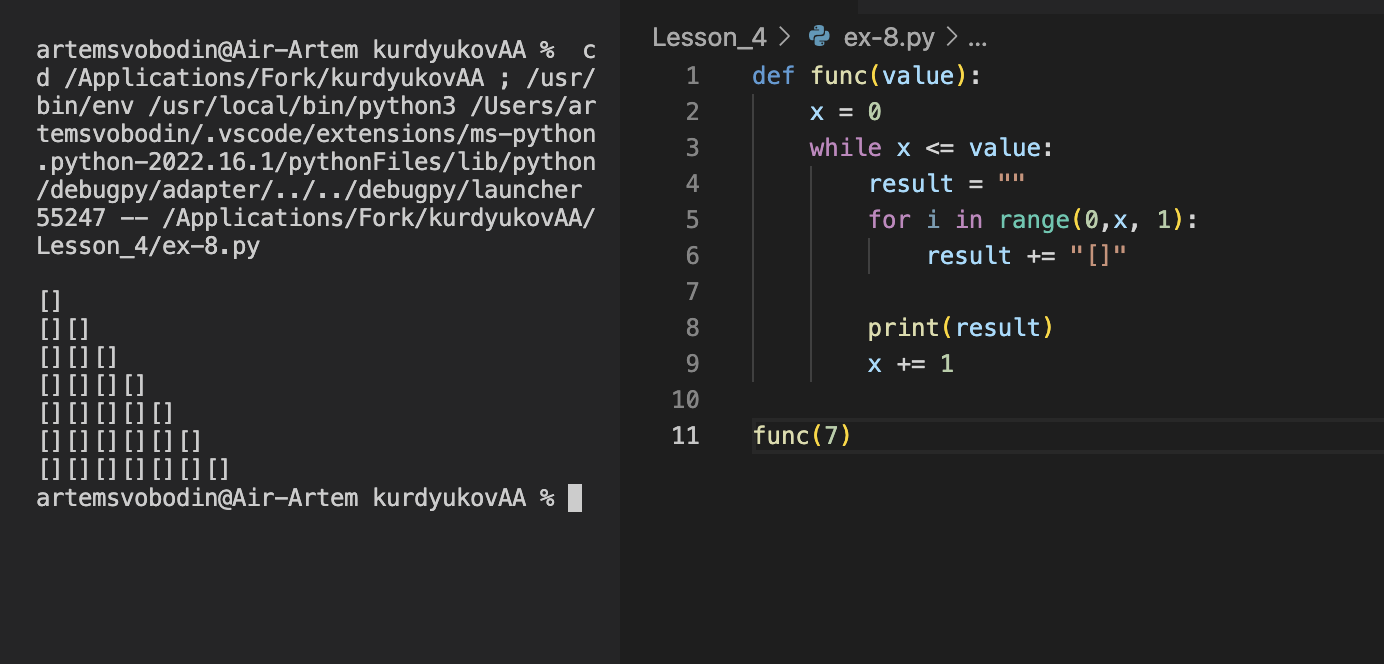 artemsvobodin@Air-Artem kurdyukovAA %  c
d /Applications/Fork/kurdyukovAA ; /usr/
bin/env /usr/local/bin/python3 /Users/ar
temsvobodin/.vscode/extensions/ms-python
.python-2022.16.1/pythonFiles/lib/python
/debugpy/adapter/../../debugpy/launcher
55247 -- /Applications/Fork/kurdyukovAA/
Lesson_4/ex-8.py
[]
[][]
[][][]
[][][][]
[][][][][]
[][][][][][]
[][][][][][][]
artemsvobodin@Air-Artem kurdyukovAA %
Lesson_4 > ex-8.py > ...
1 def func(value):
2     x = 0
3     while x <= value:
4         result = ""
5         for i in range(0,x, 1):
6             result += "[]"
7
8         print(result)
9         x += 1
10
11 func(7)